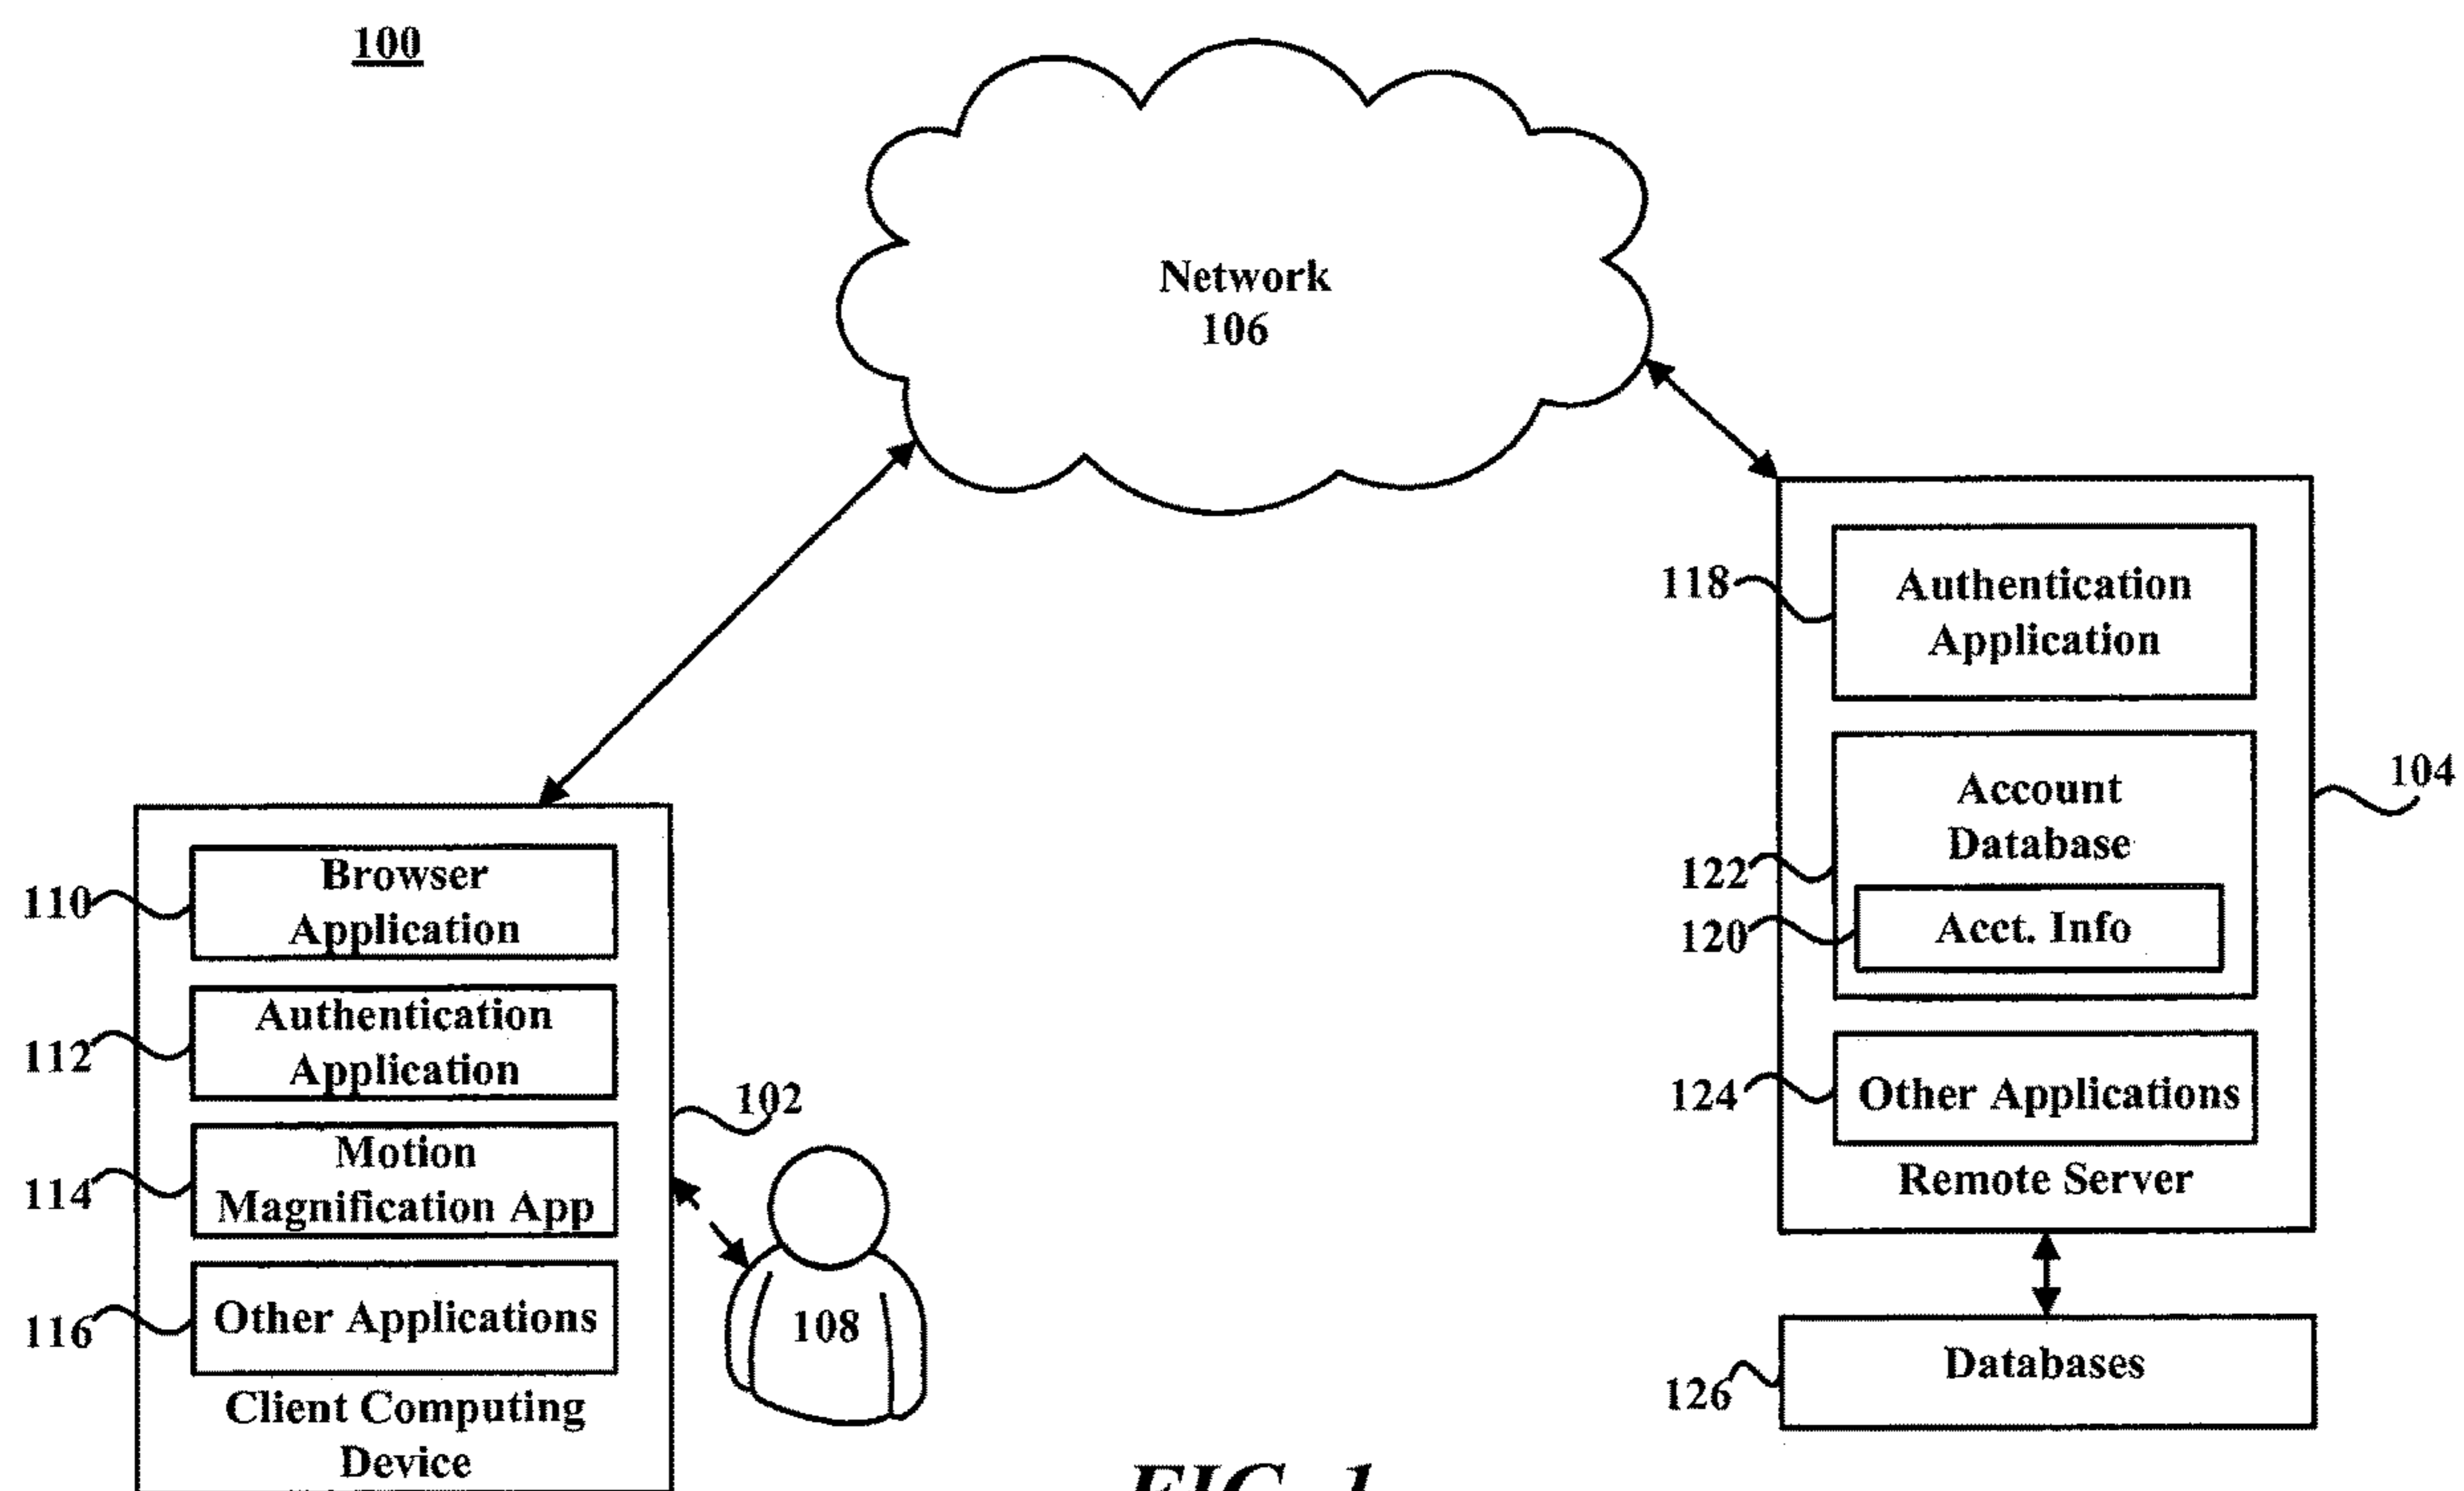 100
Network
106
118
Authentication
Application
104
Account
Database
122
120
Acct. Info
124
Other Applications
Remote Server
126
Databases
110
Browser
Application
112
Authentication
Application
102
114
Motion
Magnification App
116
Other Applications
108
Client Computing
Device
FIG. 1